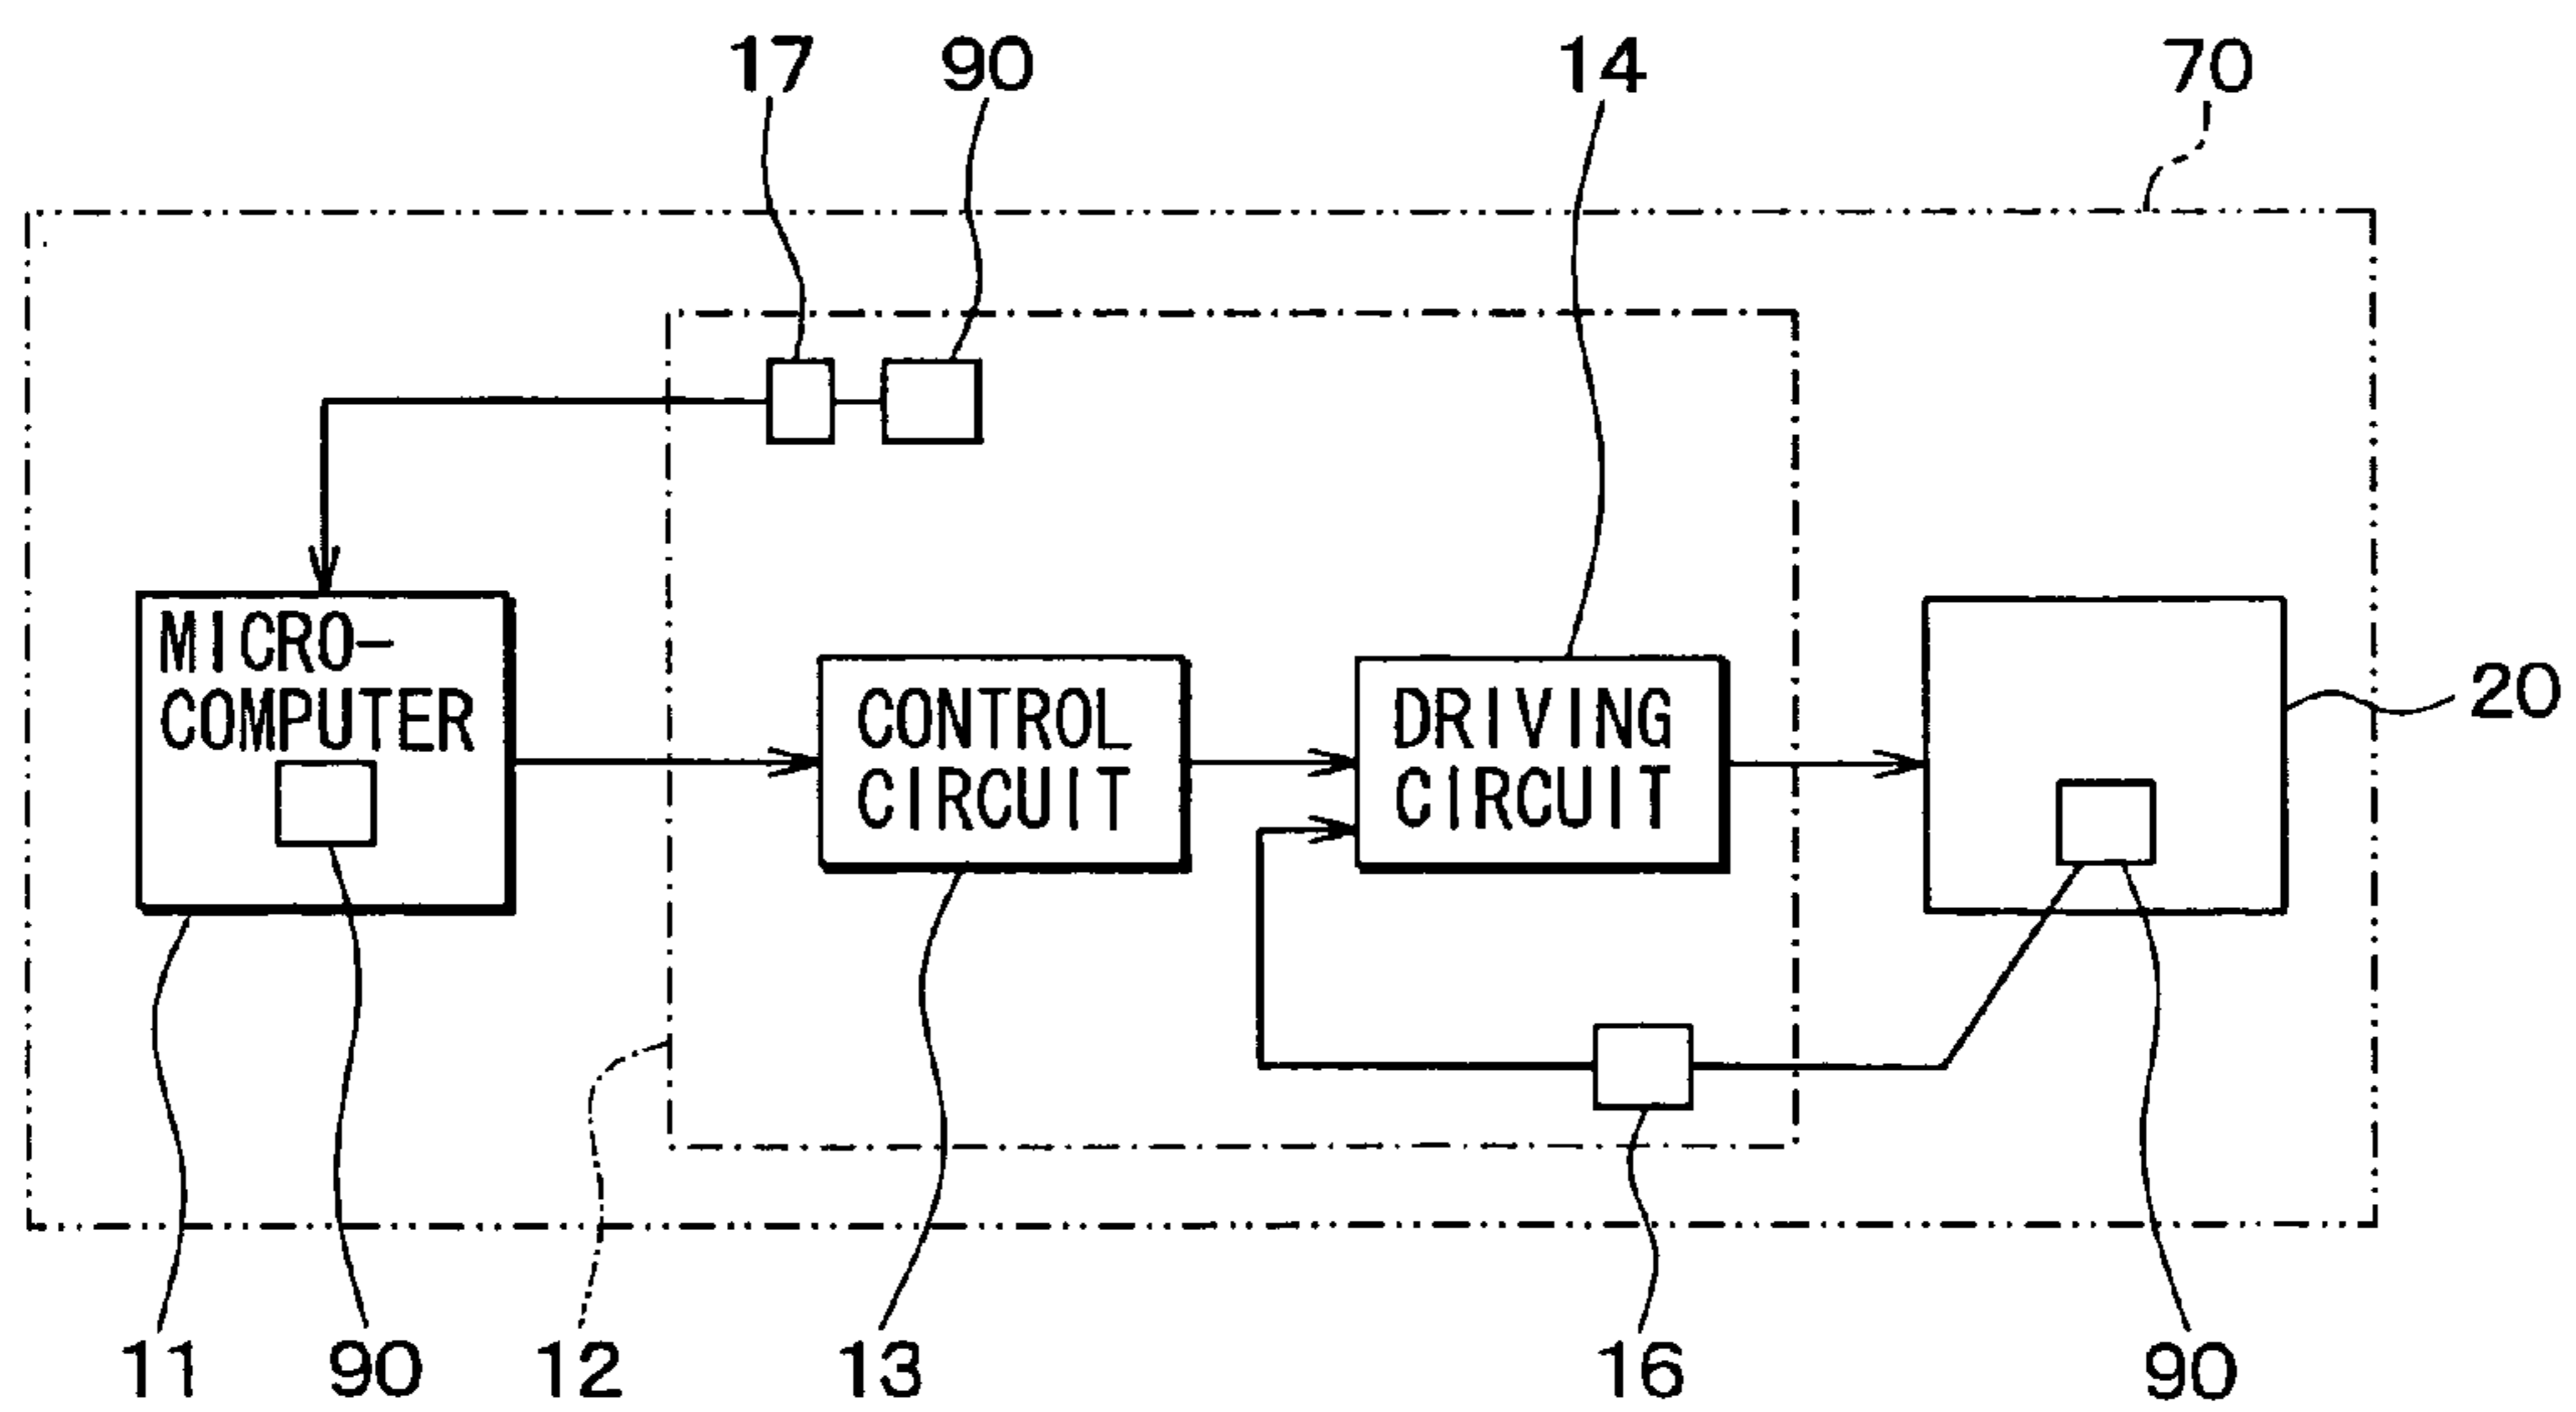 17
90
14
70
MICRO-
COMPUTER
CONTROL
CIRCUIT
DRIVING
CIRCUIT
20
11
90
12
13
16
90